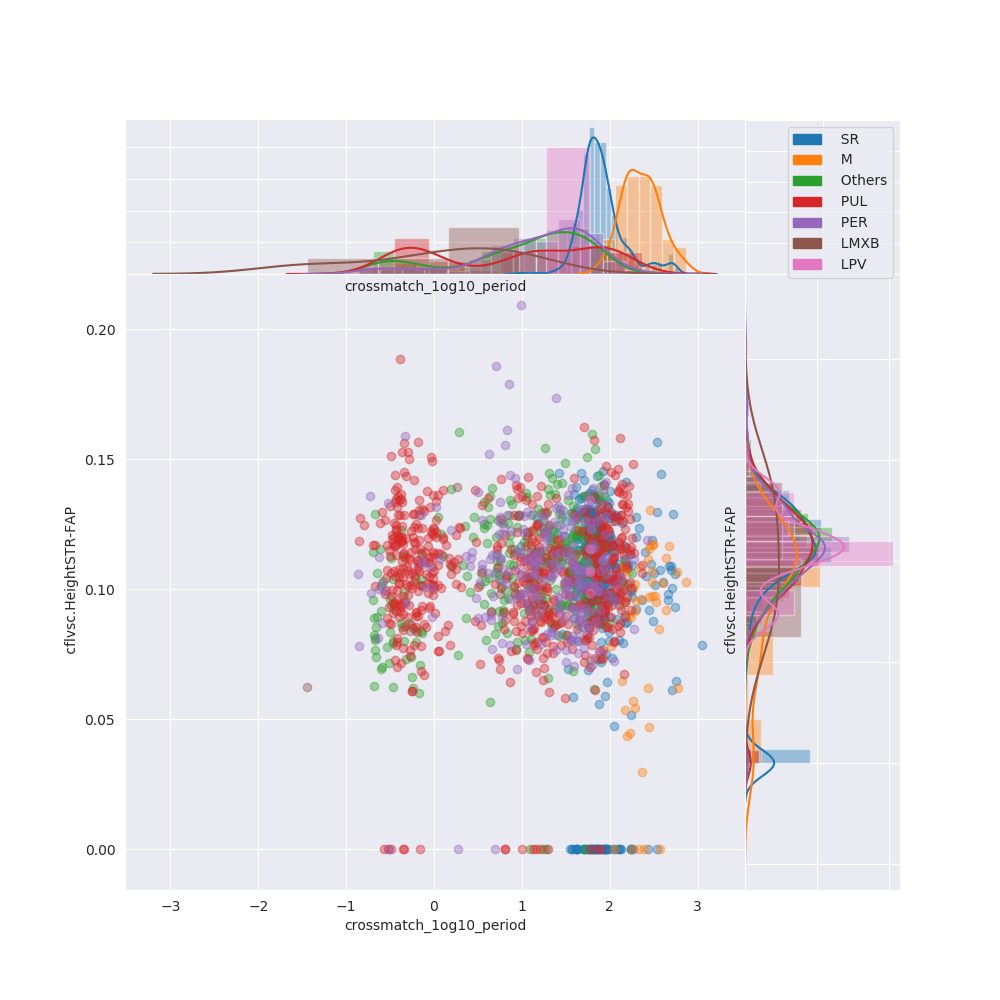 SR
M
Others
PUL
PER
LMXB
LPV
crossmatch_1og10_period
0.20
0.15
0.10
0.05
0.00
cflvsc.HeightSTR-FAP
cflvsc.HeightSTR-FAP
−3
−2
−1
0
1
2
3
crossmatch_1og10_period